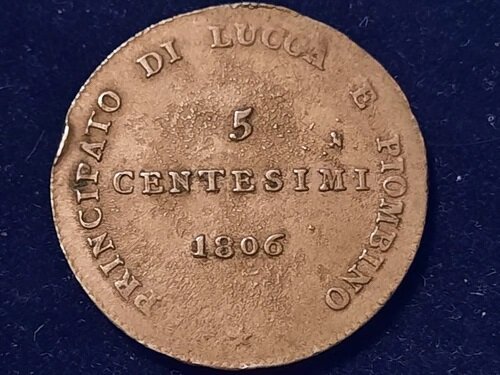 PRINCIPATO DI LUCCA E PIOMBINO
5
CENTESIMI
1806